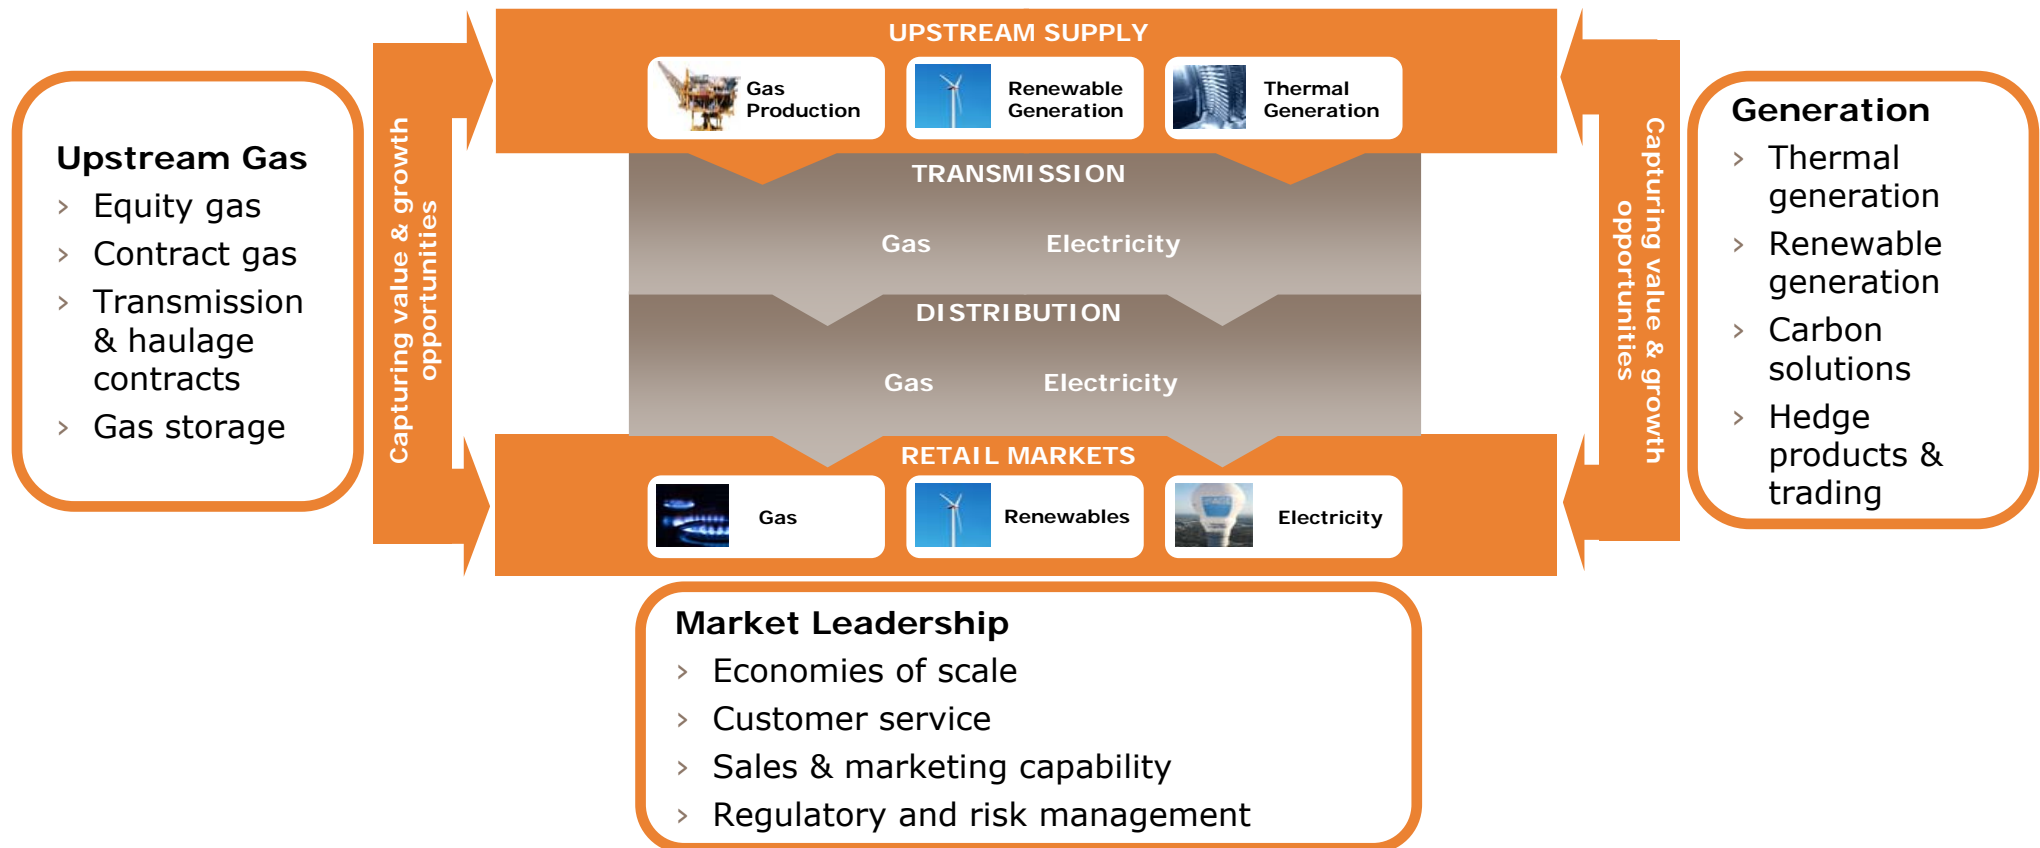 UPSTREAM SUPPLY
Gas
Production
Renewable
Generation
Thermal
Generation
Upstream Gas
› Equity gas
› Contract gas
› Transmission
& haulage
contracts
› Gas storage
Capturing value & growth
opportunities
TRANSMISSION
Gas Electricity
DISTRIBUTION
Gas Electricity
RETAIL MARKETS
Gas
Renewables
Electricity
Capturing value & growth
opportunities
Generation
› Thermal
generation
› Renewable
generation
› Carbon
solutions
› Hedge
products &
trading
Market Leadership
› Economies of scale
› Customer service
› Sales & marketing capability
› Regulatory and risk management